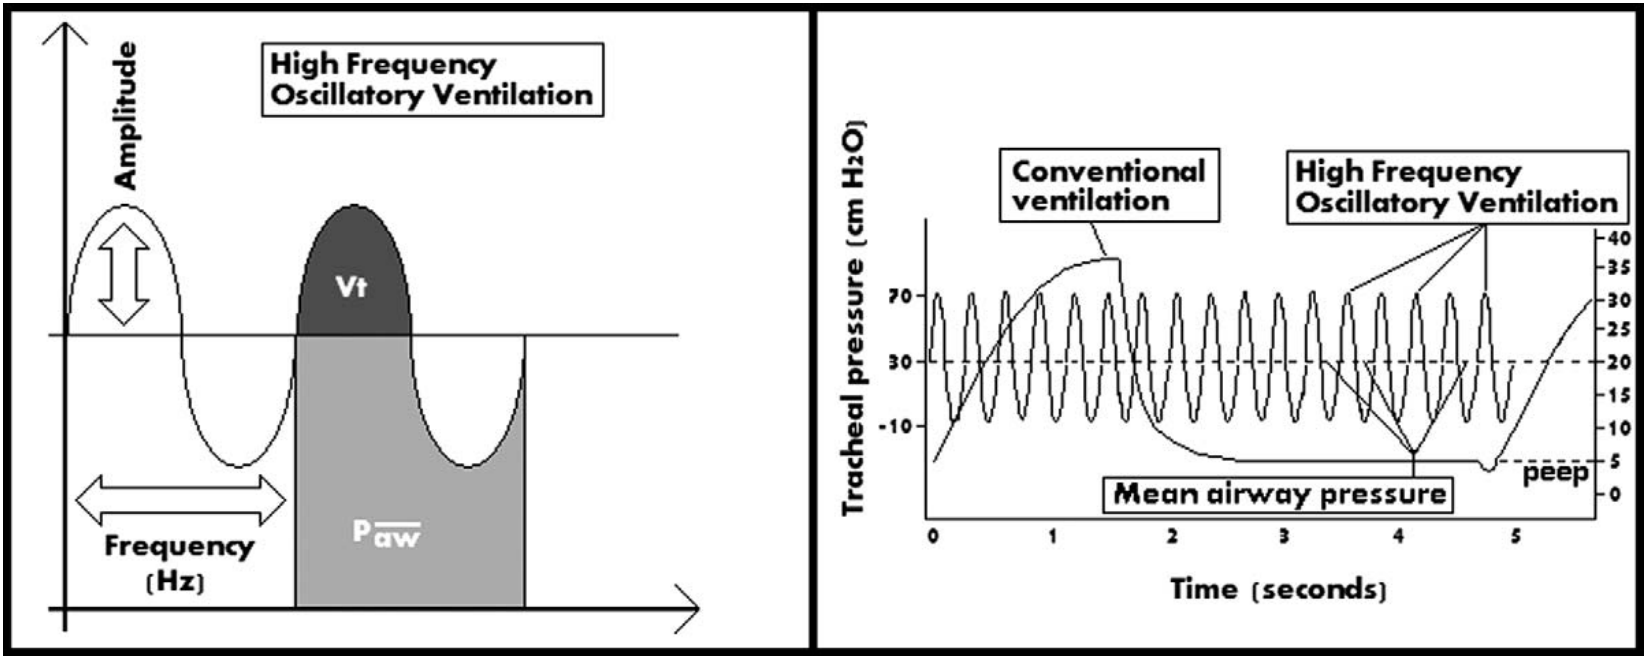 Amplitude
High Frequency
Oscillatory Ventilation
Vt
Paw
Frequency
(Hz)
Tracheal pressure (cm H2O)
Conventional
ventilation
High Frequency
Oscillatory Ventilation
70
30
-10
40
35
30
25
20
15
10
5
0
peep
Mean airway pressure
0
1
2
3
4
5
Time (seconds)